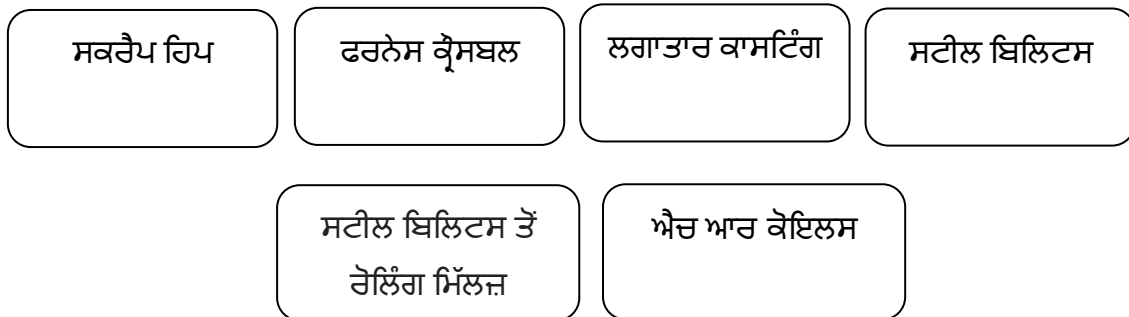 ਸਕਰੈਪ ਹਿਪ
ਫਰਨੇਸ ਕ੍ਰੋਸਬਲ
ਲਗਾਤਾਰ ਕਾਸਟਿੰਗ
ਸਟੀਲ ਬਿਲਿਟਸ
ਸਟੀਲ ਬਿਲਿਟਸ ਤੋਂ
ਰੋਲਿੰਗ ਮਿੱਲਜ਼
ਐਚ ਆਰ ਕੋਇਲਸ